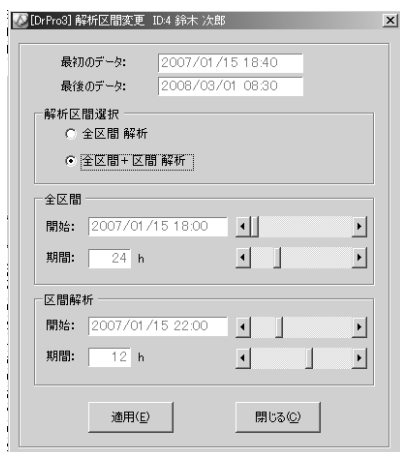 [DrPro3] 解析区間変更 ID:4 鈴木 次郎
最初のデータ: 2007/01/15 18:40
最後のデータ: 2008/03/01 08:30
解析区間選択
全区間 解析
全区間+ 区間 解析
全区間
開始: 2007/01/15 18:00
期間: 24 h
区間解析
開始: 2007/01/15 22:00
期間: 12 h
適用(E) 閉じる(C)